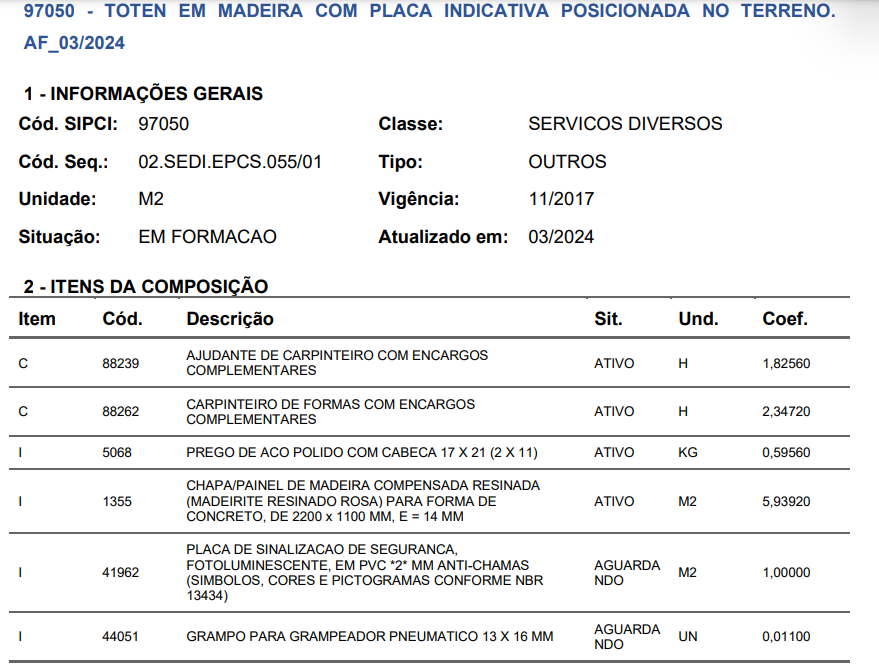 97050 - TOTEN EM MADEIRA COM PLACA INDICATIVA POSICIONADA NO TERRENO.
AF_03/2024
1 - INFORMAÇÕES GERAIS
Cód. SIPCI: 97050 Classe: SERVICOS DIVERSOS
Cód. Seq.: 02.SEDI.EPCS.055/01 Tipo: OUTROS
Unidade: M2 Vigência: 11/2017
Situação: EM FORMACAO Atualizado em: 03/2024
2 - ITENS DA COMPOSIÇÃO
Item Cód. Descrição Sit. Und. Coef.
C 88239 AJUDANTE DE CARPINTEIRO COM ENCARGOS
COMPLEMENTARES ATIVO H 1,82560
C 88262 CARPINTEIRO DE FORMAS COM ENCARGOS
COMPLEMENTARES ATIVO H 2,34720
I 5068 PREGO DE ACO POLIDO COM CABECA 17 X 21 (2 X 11) ATIVO KG 0,59560
CHAPA/PAINEL DE MADEIRA COMPENSADA RESINADA
I 1355 (MADEIRITE RESINADO ROSA) PARA FORMA DE ATIVO M2 5,93920
CONCRETO, DE 2200 x 1100 MM, E = 14 MM
PLACA DE SINALIZACAO DE SEGURANCA,
FOTOLUMINESCENTE, EM PVC *2* MM ANTI-CHAMAS AGUARDA
I 41962 (SIMBOLOS, CORES E PICTOGRAMAS CONFORME NBR NDO M2 1,00000
13434)
I 44051 GRAMPO PARA GRAMPEADOR PNEUMATICO 13 X 16 MM AGUARDA
NDO UN 0,01100